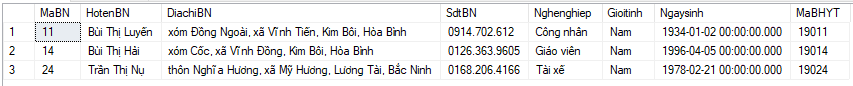 MaBN HotenBN DiachiBN SdtBN Nghenghiep Gioitinh Ngaysinh MaBHYT
1 11 Bùi Thị Luyến xóm Đồng Ngoài, xã Vĩnh Tiến, Kim Bôi, Hòa Bình 0914.702.612 Công nhân Nam 1934-01-02 00:00:00.000 19011
2 14 Bùi Thị Hải xóm Cốc, xã Vĩnh Đồng, Kim Bôi, Hòa Bình 0126.363.9605 Giáo viên Nam 1996-04-05 00:00:00.000 19014
3 24 Trần Thị Nụ thôn Nghĩa Hương, xã Mỹ Hương, Lương Tài, Bắc Ninh 0168.206.4166 Tài xế Nam 1978-02-21 00:00:00.000 19024